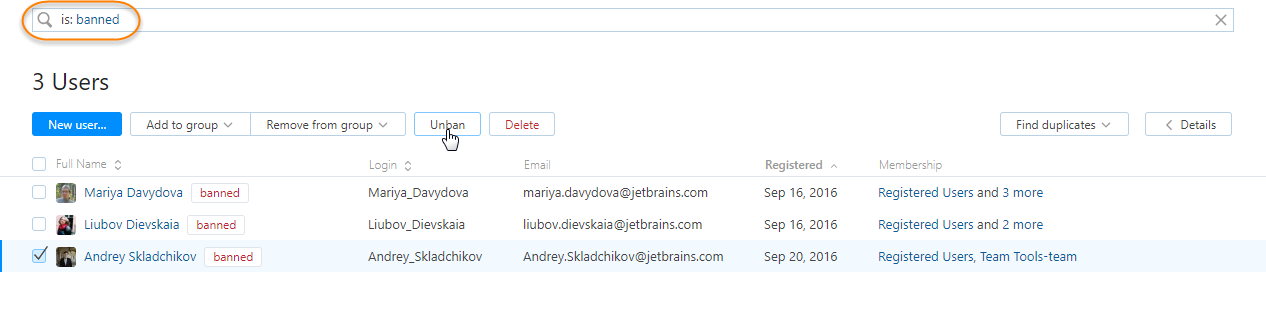 is: banned
3 Users
New user... Add to group Remove from group Unban Delete Find duplicates Details
Full Name Login Email Registered Membership
Mariya Davydova banned Mariya_Davydova mariya.davydova@jetbrains.com Sep 16, 2016 Registered Users and 3 more
Liubov Dievskaia banned Liubov_Dievskaia liubov.dievskaia@jetbrains.com Sep 16, 2016 Registered Users and 2 more
Andrey Skladchikov banned Andrey_Skladchikov Andrey.Skladchikov@jetbrains.com Sep 20, 2016 Registered Users, Team Tools-team